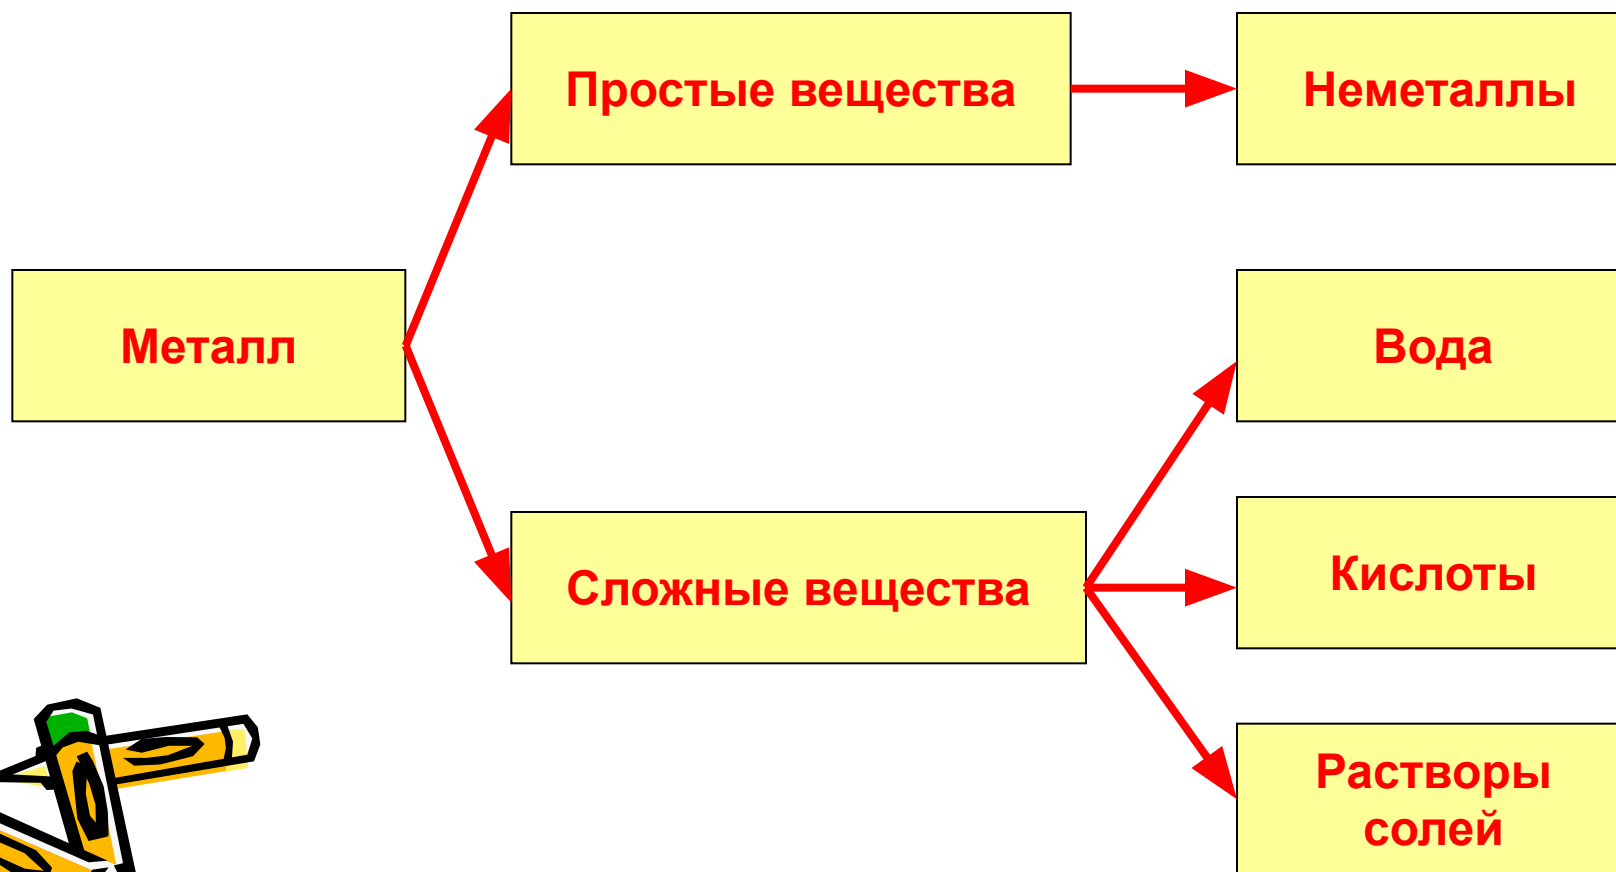 Простые вещества
Неметаллы
Металл
Вода
Сложные вещества
Кислоты
Растворы
солей